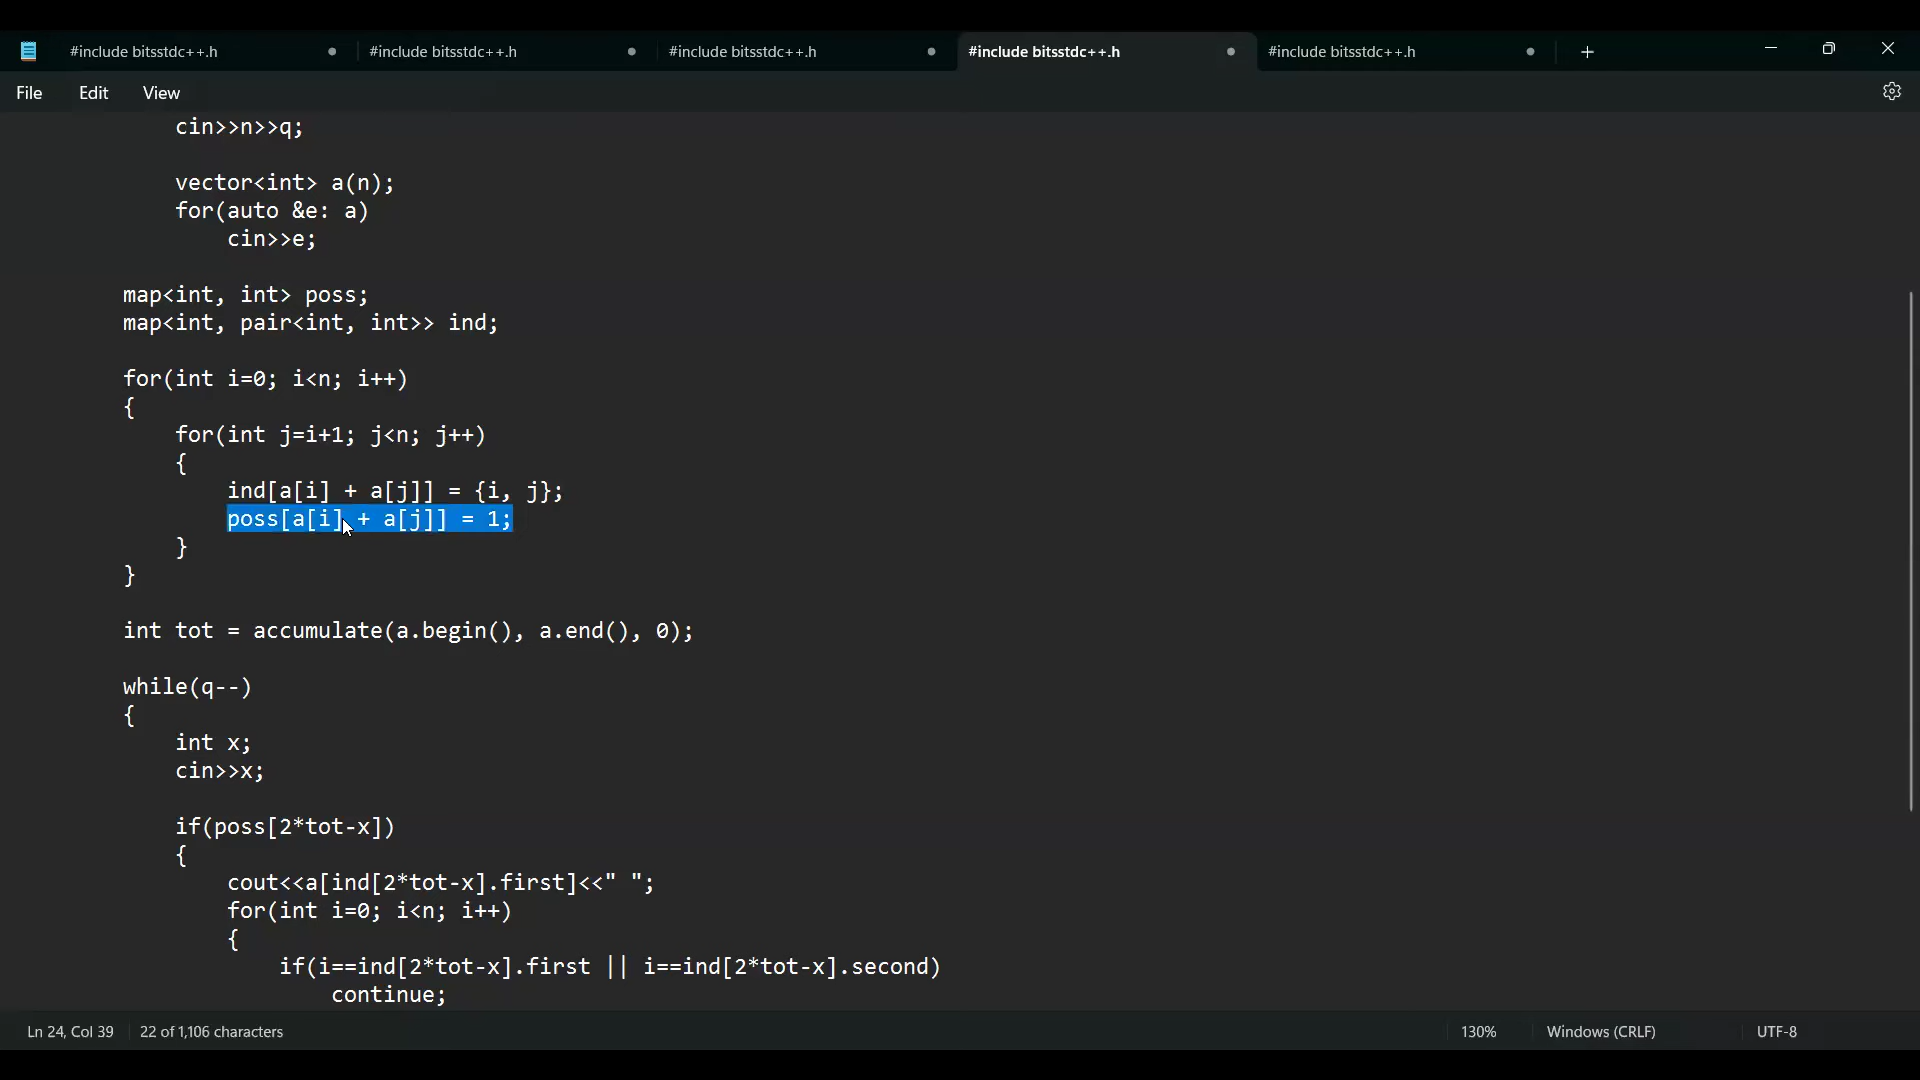 #include bitsstdc++.h #include bitsstdc++.h #include bitsstdc++.h #include bitsstdc++.h #include bitsstdc++.h
File Edit View
cin>>n>>q;
vector<int> a(n);
for(auto &e: a)
cin>>e;
map<int, int> poss;
map<int, pair<int, int>> ind;
for(int i=0; i<n; i++)
{
for(int j=i+1; j<n; j++)
{
ind[a[i] + a[j]] = {i, j};
poss[a[i] + a[j]] = 1;
}
}
int tot = accumulate(a.begin(), a.end(), 0);
while(q--)
{
int x;
cin>>x;
if(poss[2*tot-x])
{
cout<<a[ind[2*tot-x].first]<<" ";
for(int i=0; i<n; i++)
{
if(i==ind[2*tot-x].first || i==ind[2*tot-x].second)
continue;
Ln 24, Col 39 22 of 1,106 characters 130% Windows (CRLF) UTF-8